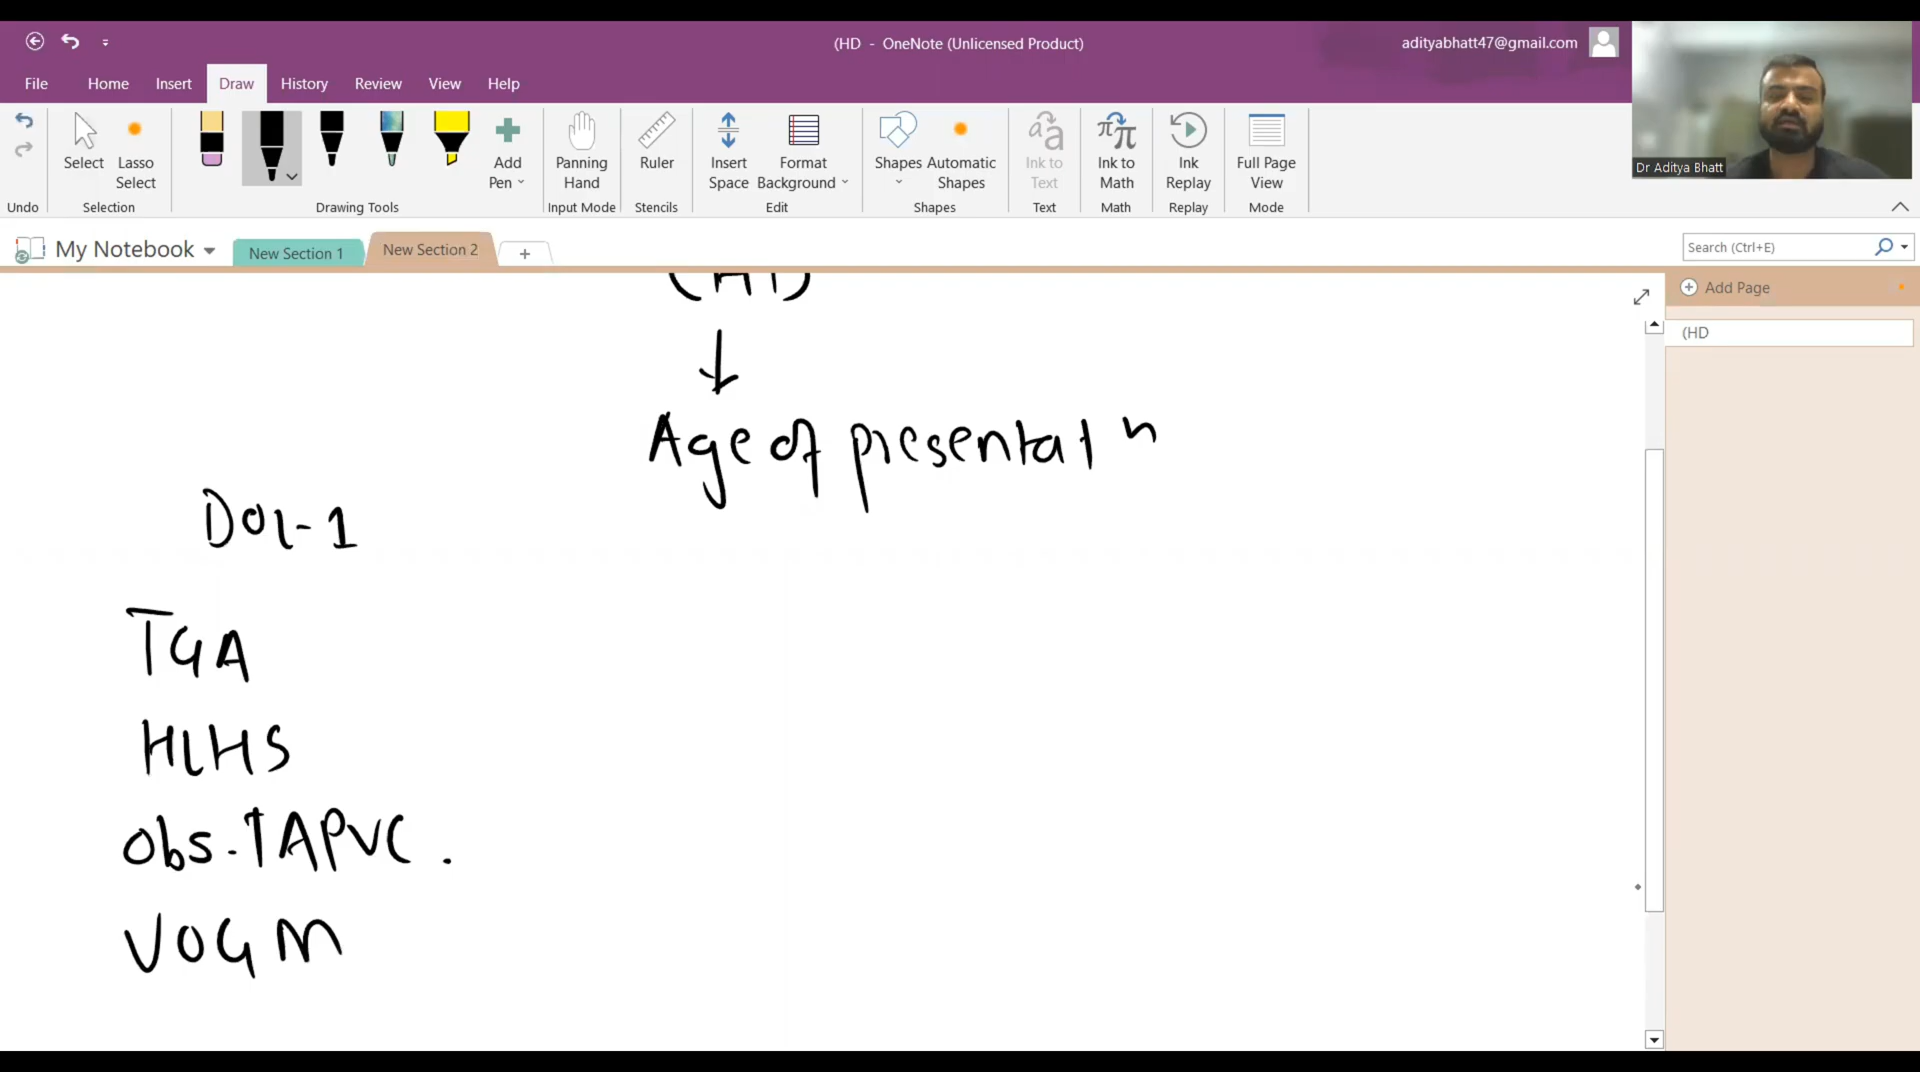 (HD - OneNote (Unlicensed Product)
adityabhatt47@gmail.com
File Home Insert Draw History Review View Help
Select
Lasso Select
Add Pen
Panning Hand
Ruler
Insert Space
Format Background
Shapes
Automatic Shapes
Ink to Text
Ink to Math
Ink Replay
Full Page View
Undo Selection Drawing Tools Input Mode Stencils Edit Shapes Text Math Replay Mode
Dr Aditya Bhatt
My Notebook New Section 1 New Section 2
Search (Ctrl+E)
Add Page
(HD
Age of presentat n
DOL-1
TGA
HLHS
Obs. TAPVC.
VOGM